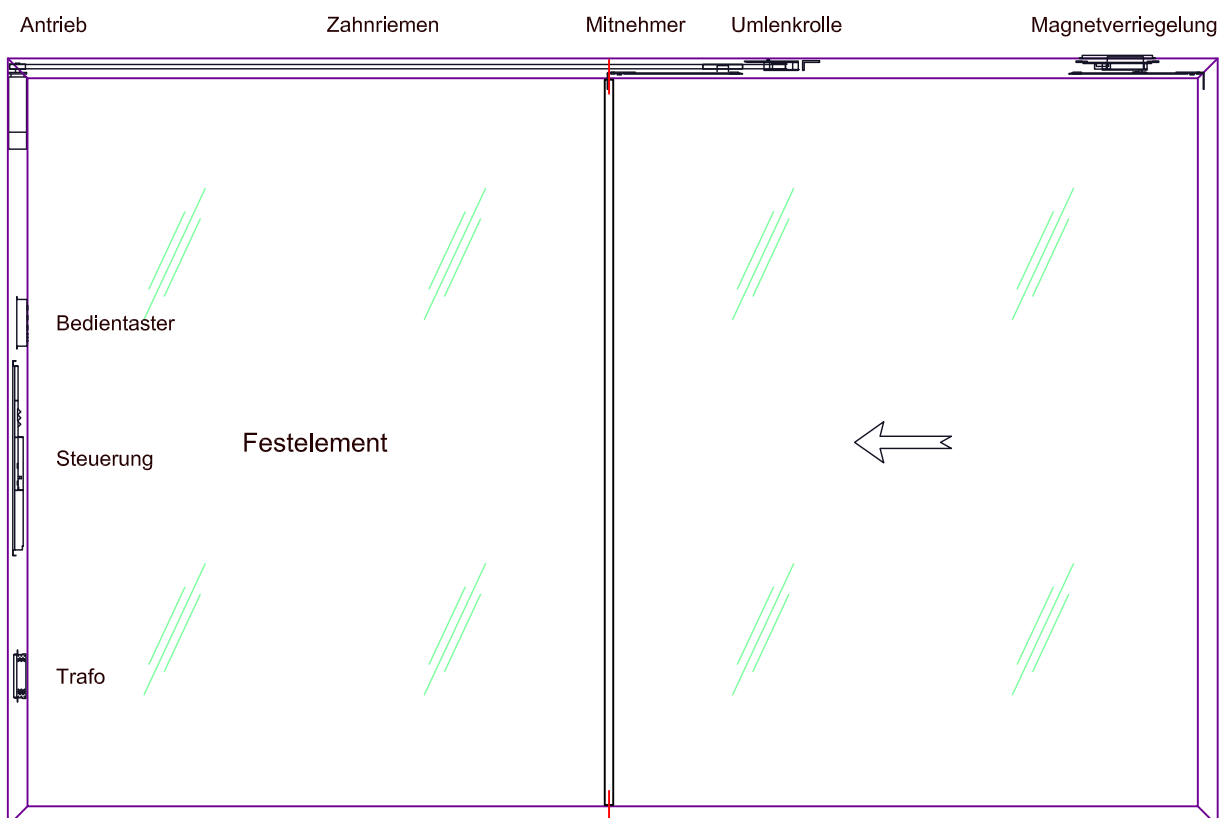 Antrieb Zahnriemen Mitnehmer Umlenkrolle Magnetverriegelung
Bedientaster
Festelement
Steuerung
Trafo